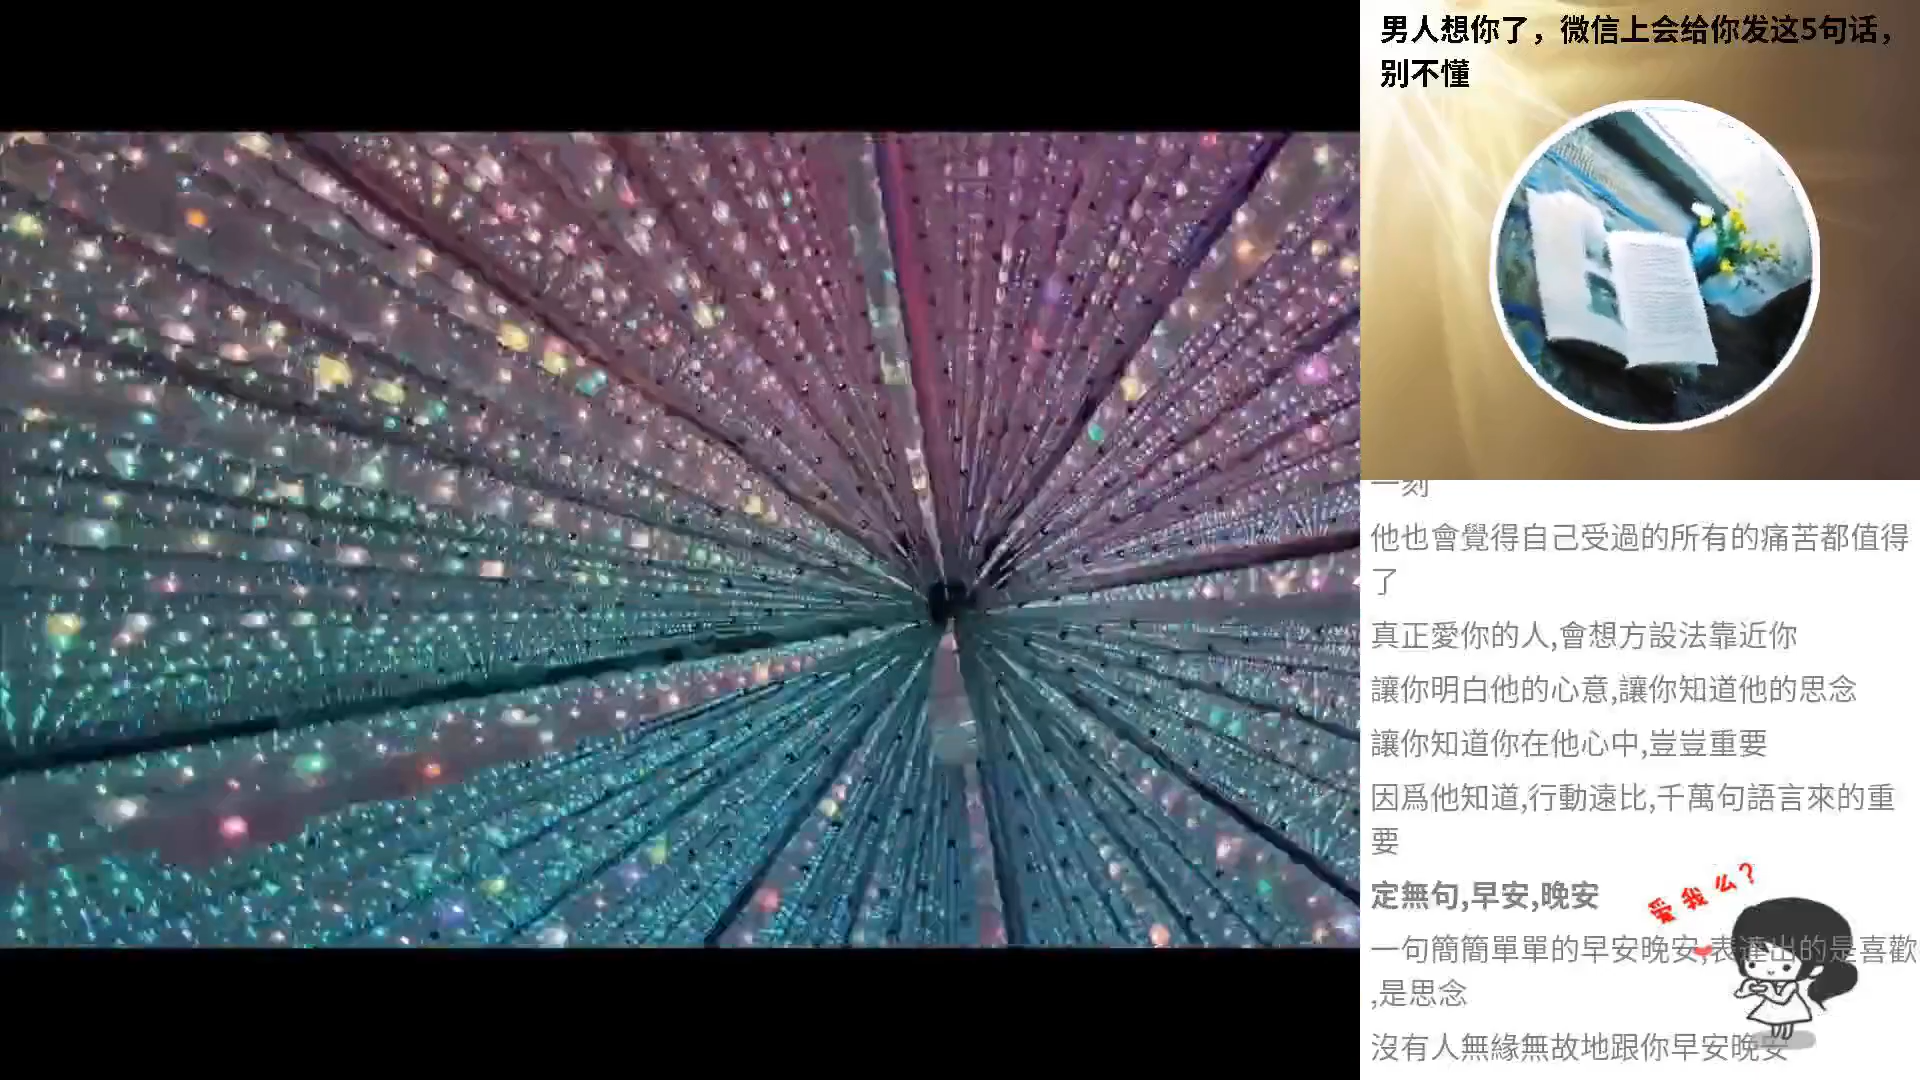 男人想你了，微信上会给你发这5句话，
别不懂
一刻
他也會覺得自己受過的所有的痛苦都值得
了
真正愛你的人,會想方設法靠近你
讓你明白他的心意,讓你知道他的思念
讓你知道你在他心中,豈豈重要
因爲他知道,行動遠比,千萬句語言來的重
要
爱我么？
定無句,早安,晚安
一句簡簡單單的早安晚安,表達出的是喜歡
,是思念
沒有人無緣無故地跟你早安晚安